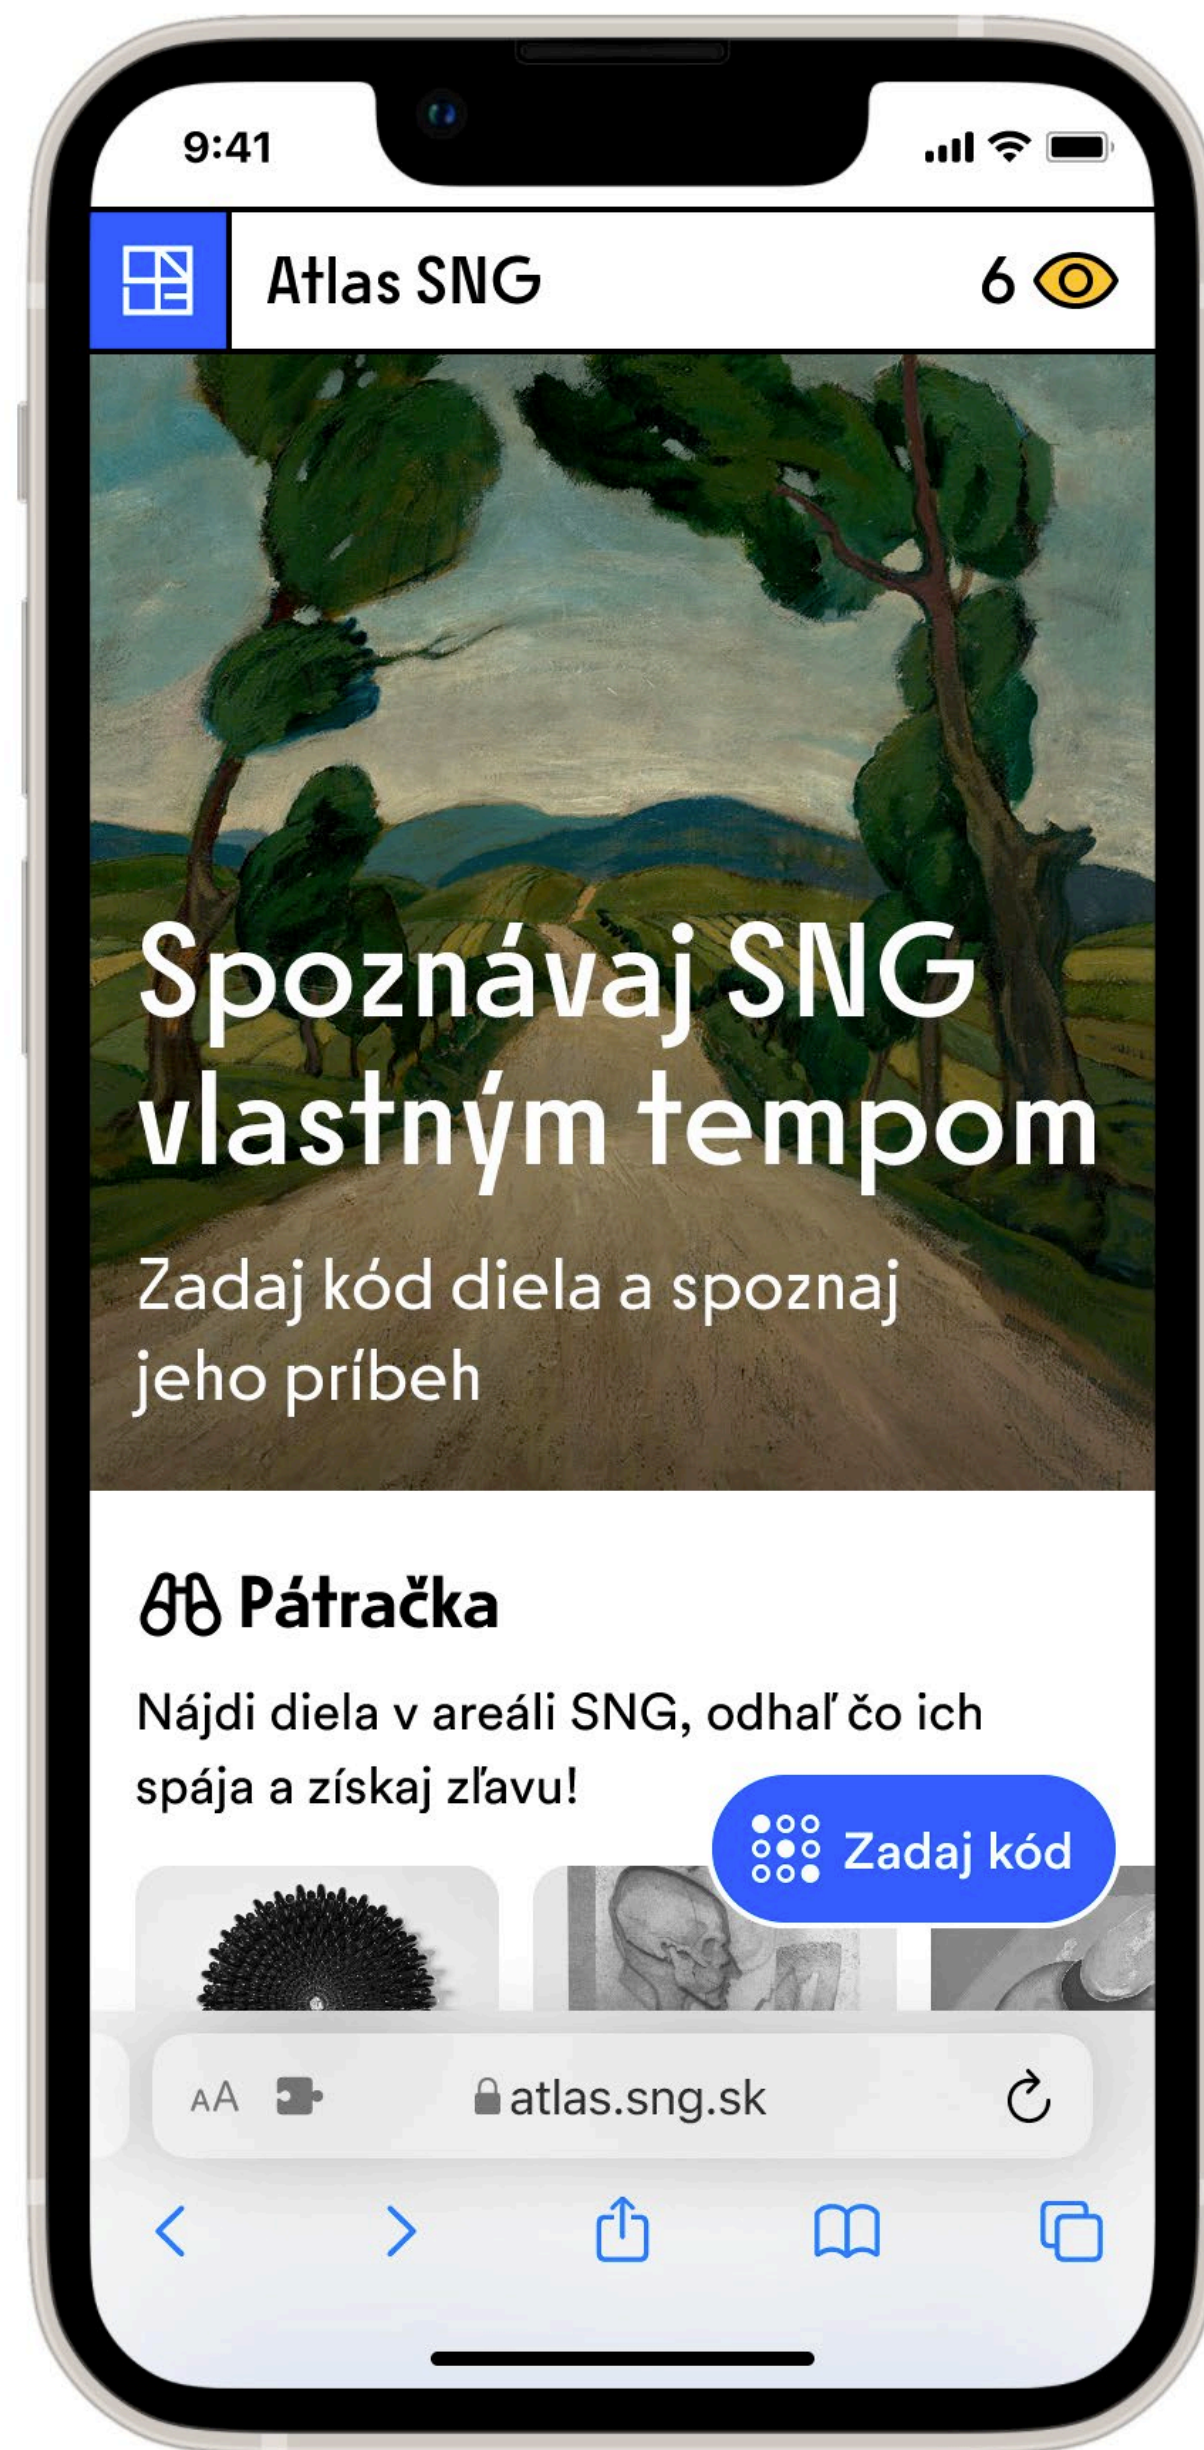 9:41
Atlas SNG
6
Spoznávaj SNG
vlastným tempom
Zadaj kód diela a spoznaj
jeho príbeh
Pátračka
Nájdi diela v areáli SNG, odhaľ čo ich
spája a získaj zľavu!
Zadaj kód
AA
atlas.sng.sk